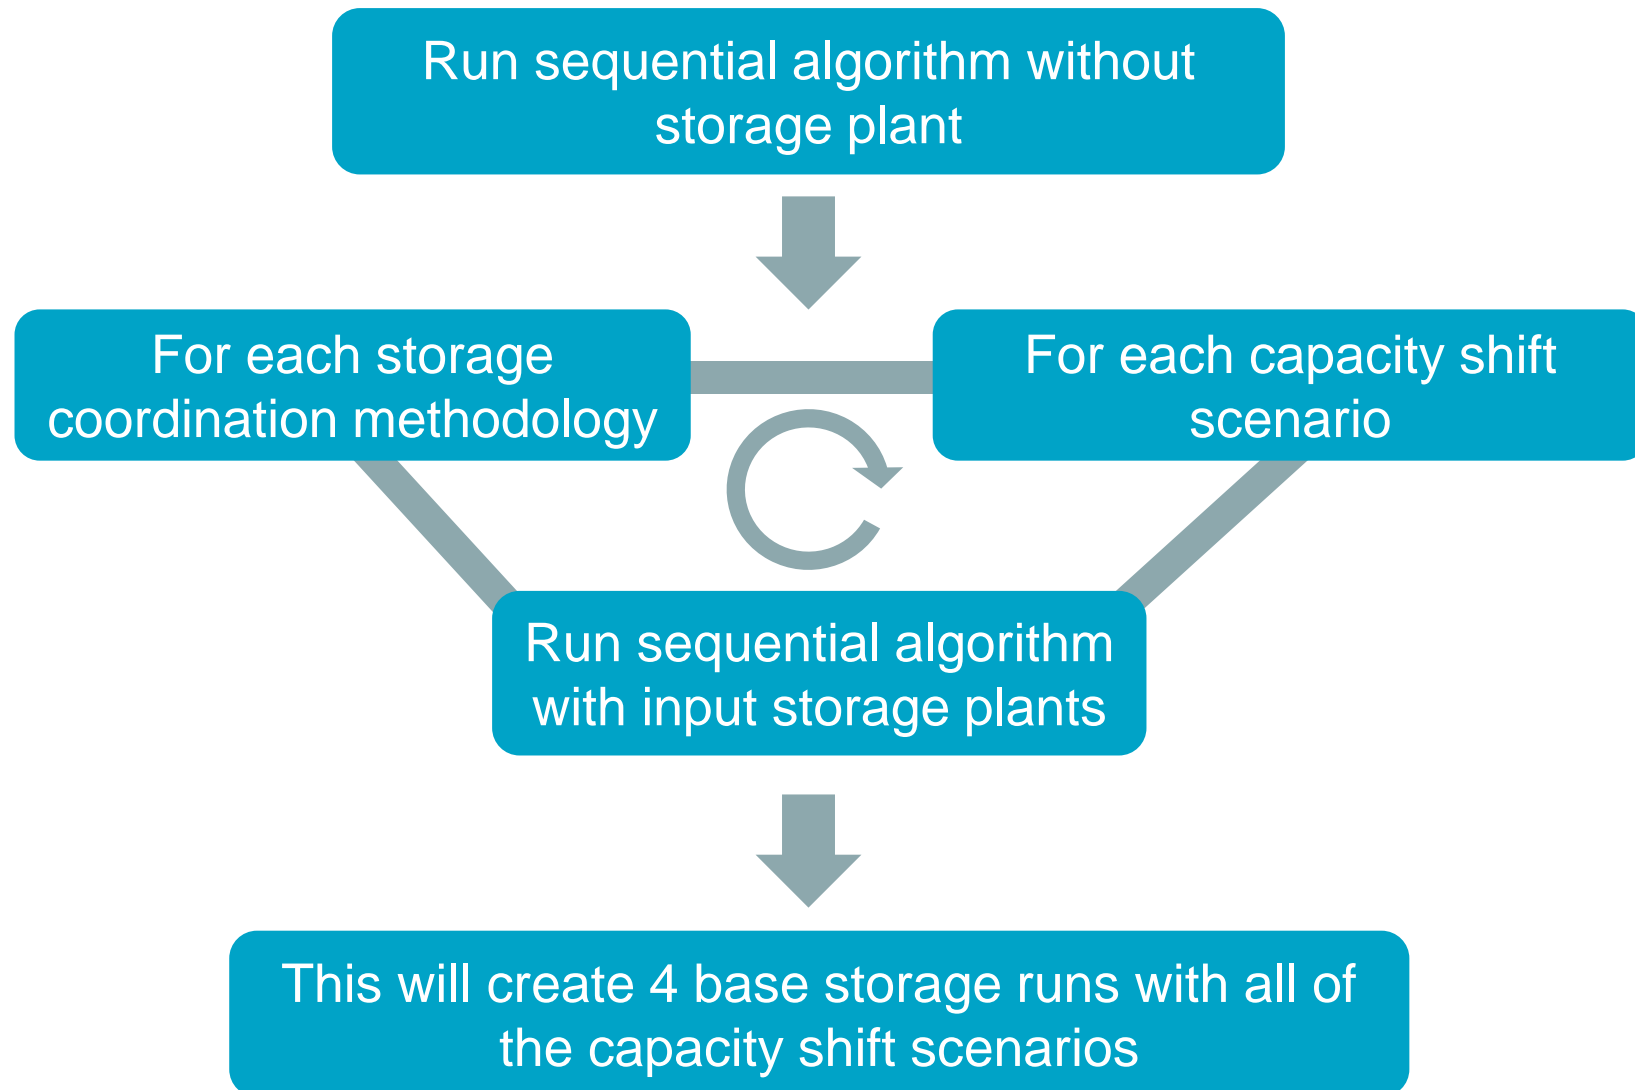 Run sequential algorithm without
storage plant
For each storage
coordination methodology
For each capacity shift
scenario
Run sequential algorithm
with input storage plants
This will create 4 base storage runs with all of
the capacity shift scenarios